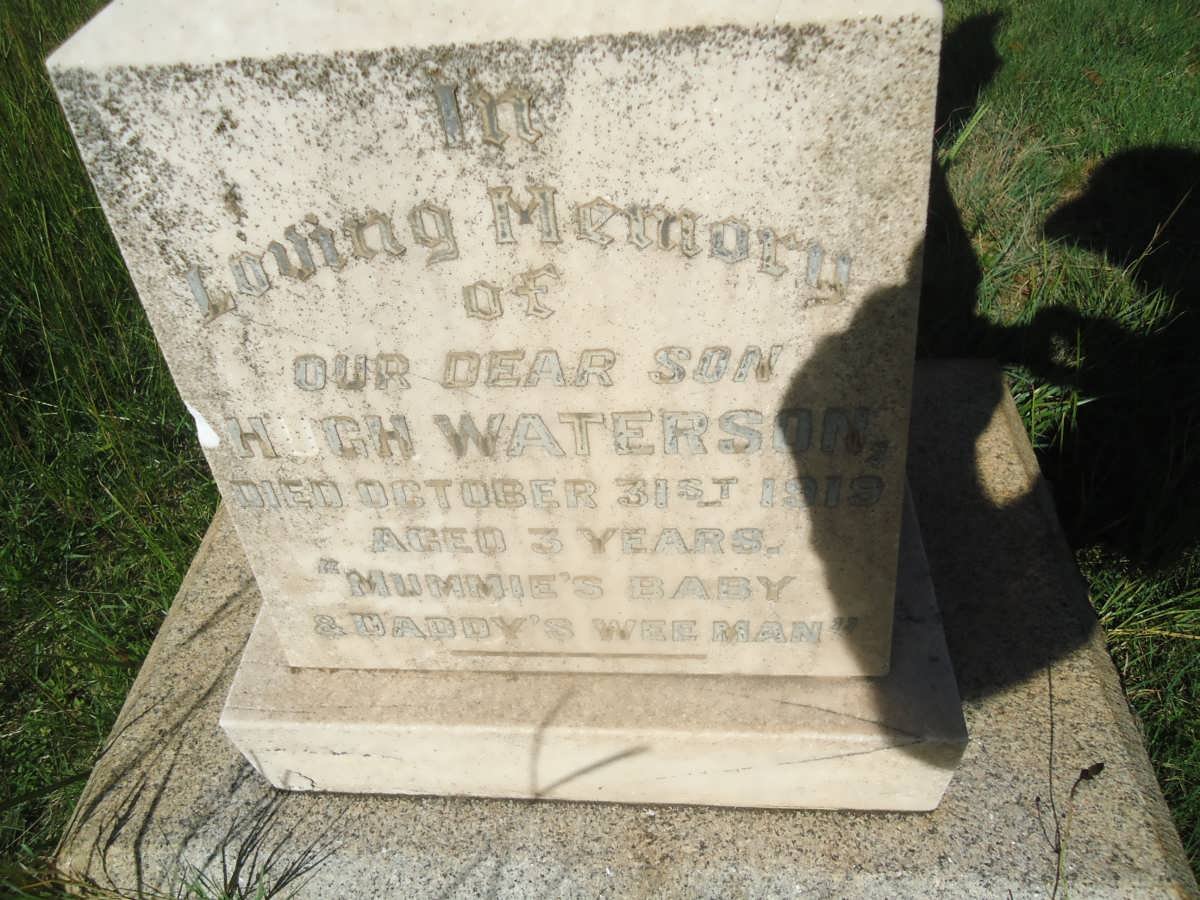 In
Loving Memory
of
OUR DEAR SON
HUGH WATERSON,
DIED OCTOBER 31ST 1919
AGED 3 YEARS.
"MUMMIE'S BABY
& DADDY'S WEE MAN"